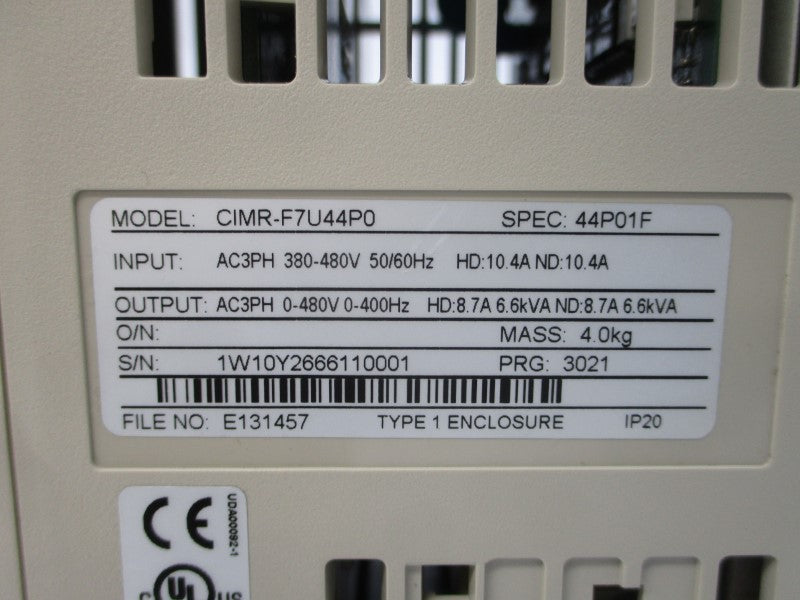 MODEL: CIMR-F7U44P0 SPEC: 44P01F
INPUT: AC3PH 380-480V 50/60Hz HD:10.4A ND:10.4A
OUTPUT: AC3PH 0-480V 0-400Hz HD:8.7A 6.6kVA ND:8.7A 6.6kVA
O/N: MASS: 4.0kg
S/N: 1W10Y2666110001 PRG: 3021
FILE NO: E131457 TYPE 1 ENCLOSURE IP20
CE UDA00092-1
C UL US